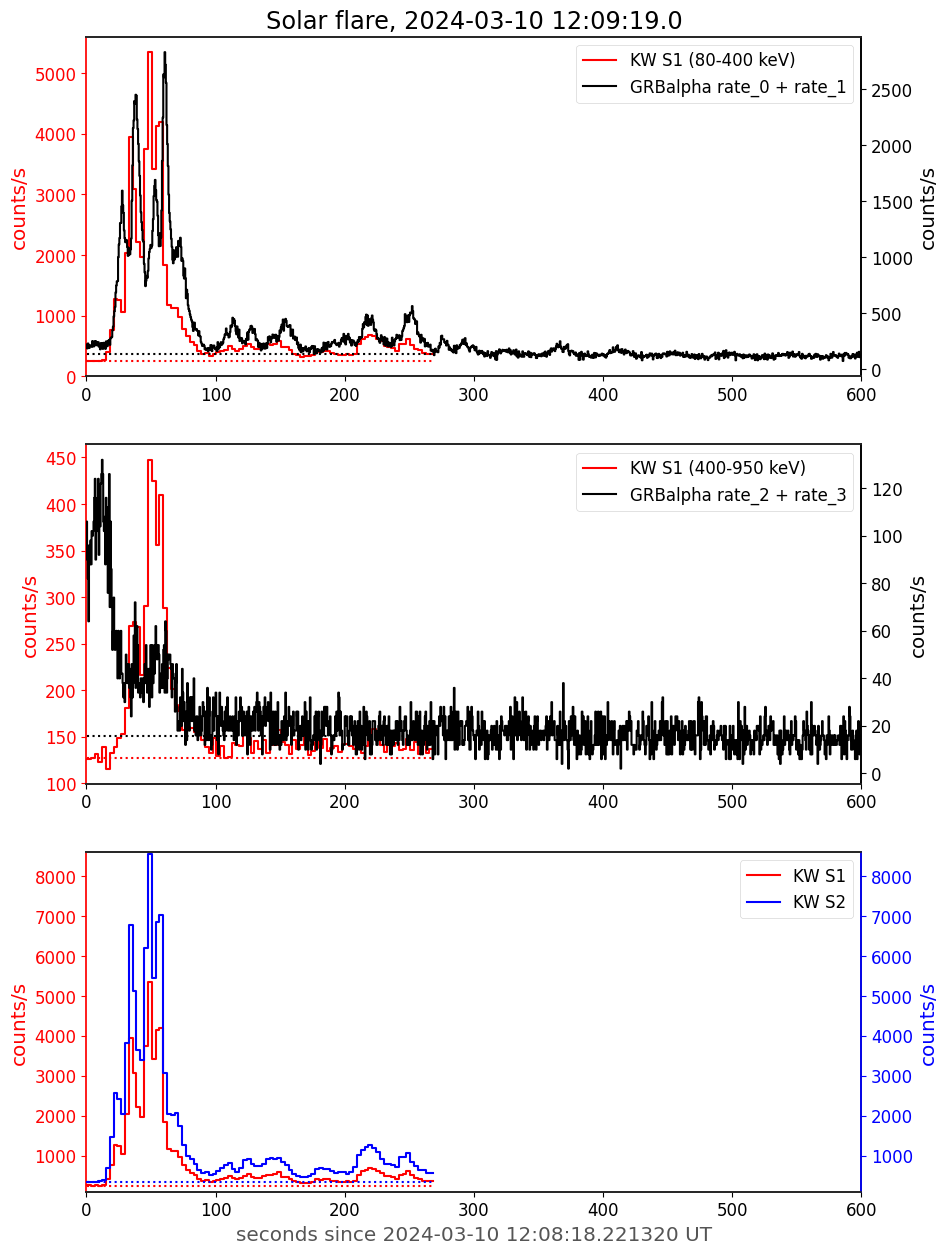 Solar flare, 2024-03-10 12:09:19.0
KW S1 (80-400 keV)
GRBalpha rate_0 + rate_1
5000
4000
3000
2000
1000
0
counts/s
2500
2000
1500
1000
500
0
counts/s
0 100 200 300 400 500 600
KW S1 (400-950 keV)
GRBalpha rate_2 + rate_3
450
400
350
300
250
200
150
100
counts/s
120
100
80
60
40
20
0
counts/s
0 100 200 300 400 500 600
KW S1
KW S2
8000
7000
6000
5000
4000
3000
2000
1000
counts/s
8000
7000
6000
5000
4000
3000
2000
1000
counts/s
0 100 200 300 400 500 600
seconds since 2024-03-10 12:08:18.221320 UT